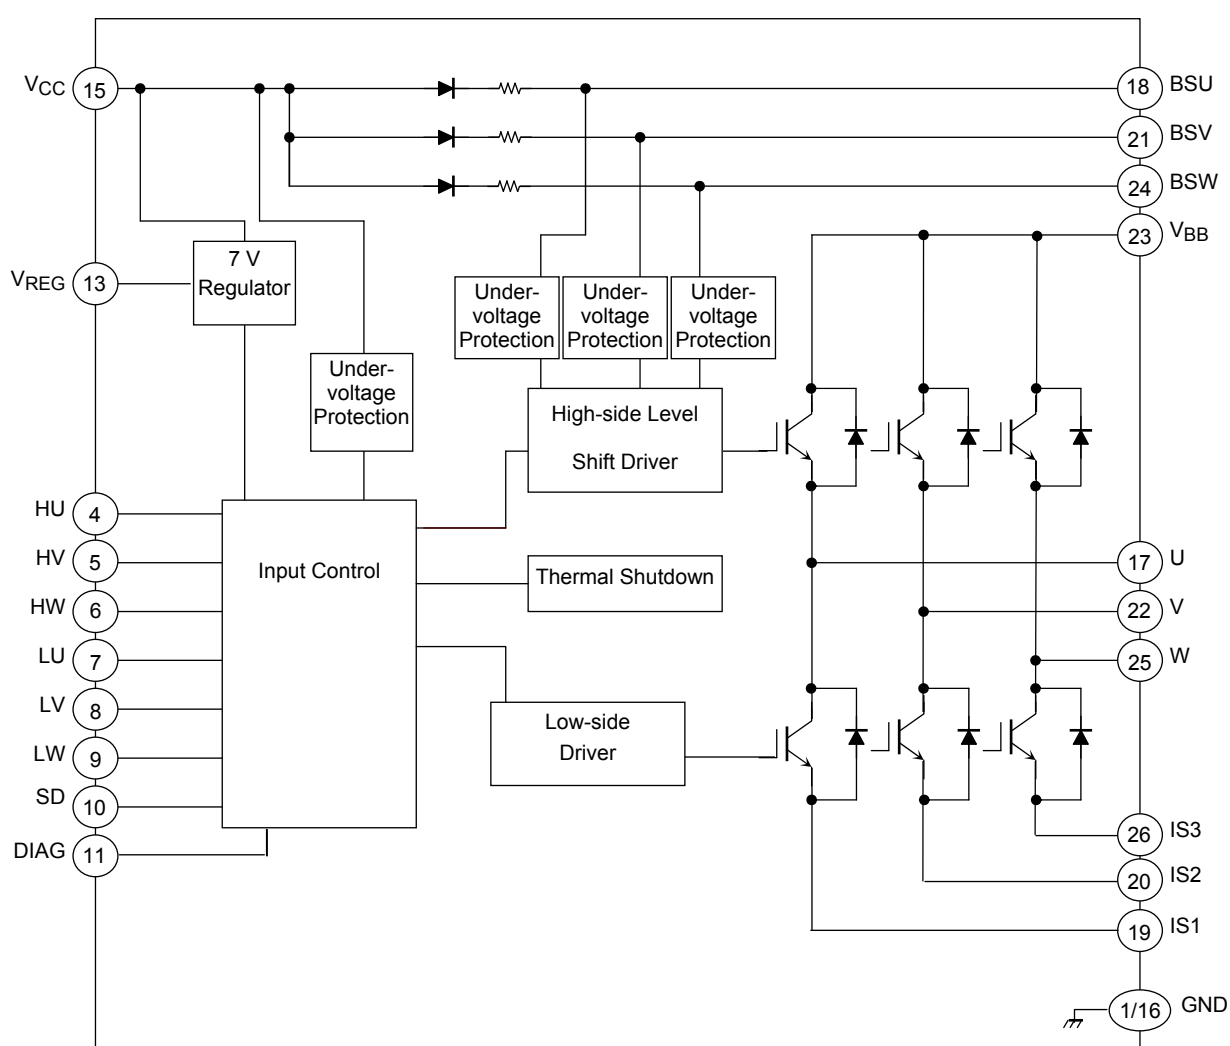 VCC 15
18 BSU
21 BSV
24 BSW
23 VBB
7 V
Regulator
VREG 13
Under-
voltage
Protection
Under-
voltage
Protection
Under-
voltage
Protection
Under-
voltage
Protection
High-side Level
Shift Driver
HU 4
HV 5
HW 6
LU 7
LV 8
LW 9
SD 10
DIAG 11
Input Control
Thermal Shutdown
Low-side
Driver
17 U
22 V
25 W
26 IS3
20 IS2
19 IS1
1/16 GND